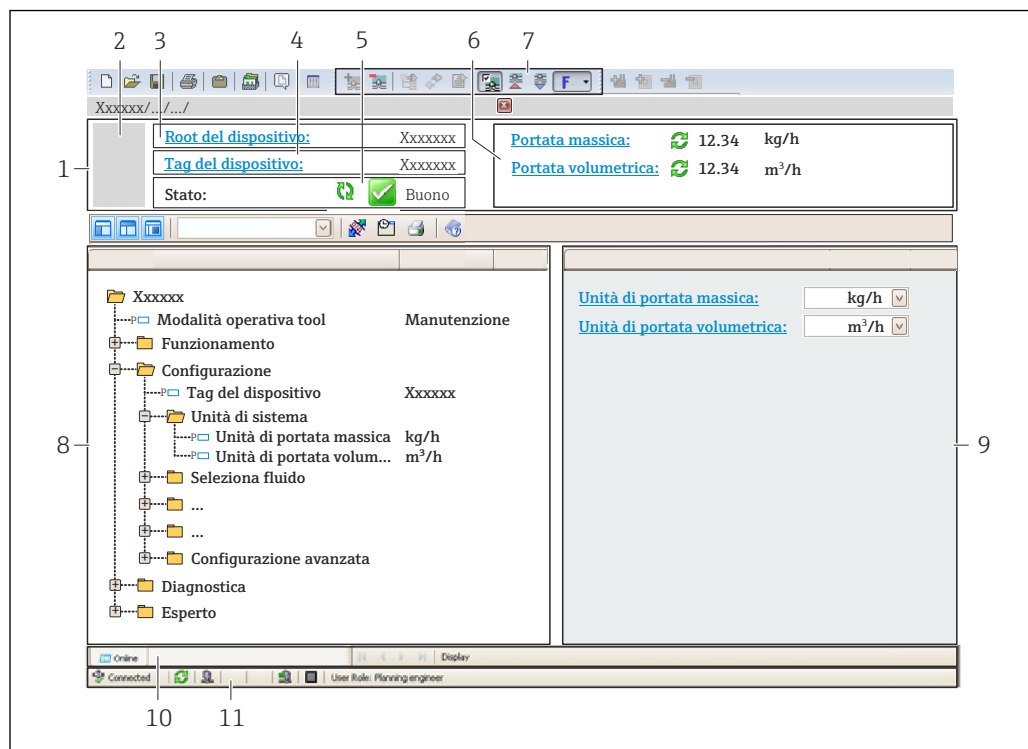 2 3 4 5 6 7
F
Xxxxxx/.../.../
1
Root del dispositivo: Xxxxxxx
Tag del dispositivo: Xxxxxxx
Stato: Buono
Portata massica: 12.34 kg/h
Portata volumetrica: 12.34 m³/h
Xxxxxx
P Modalità operativa tool Manutenzione
Funzionamento
Configurazione
P Tag del dispositivo Xxxxxx
Unità di sistema
P Unità di portata massica kg/h
P Unità di portata volum... m³/h
Seleziona fluido
...
...
Configurazione avanzata
Diagnostica
Esperto
8
Unità di portata massica: kg/h
Unità di portata volumetrica: m³/h
9
Online Display
Connected User Role: Planning engineer
10 11